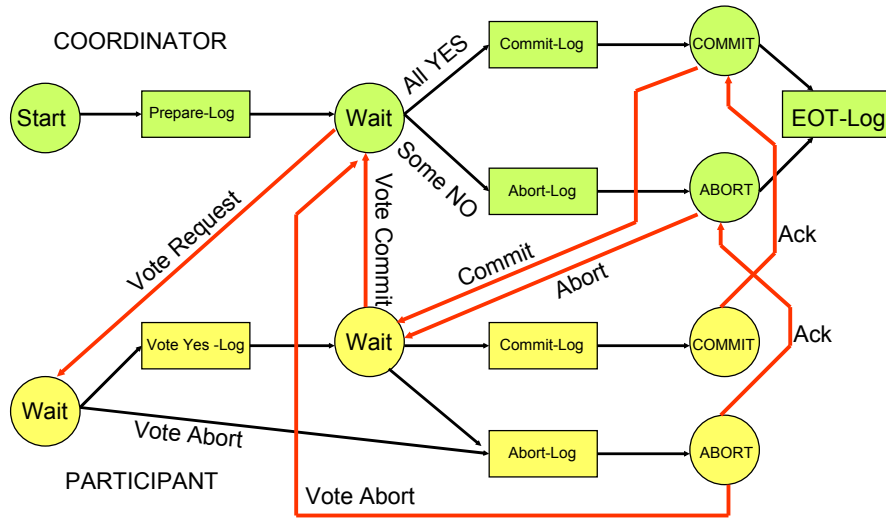 COORDINATOR
Start
Prepare-Log
Wait
All YES
Some NO
Commit-Log
COMMIT
Abort-Log
ABORT
EOT-Log
Vote Request
Vote Commit
Commit
Abort
Ack
Ack
Wait
Vote Yes -Log
Wait
Commit-Log
COMMIT
Vote Abort
Abort-Log
ABORT
PARTICIPANT
Vote Abort